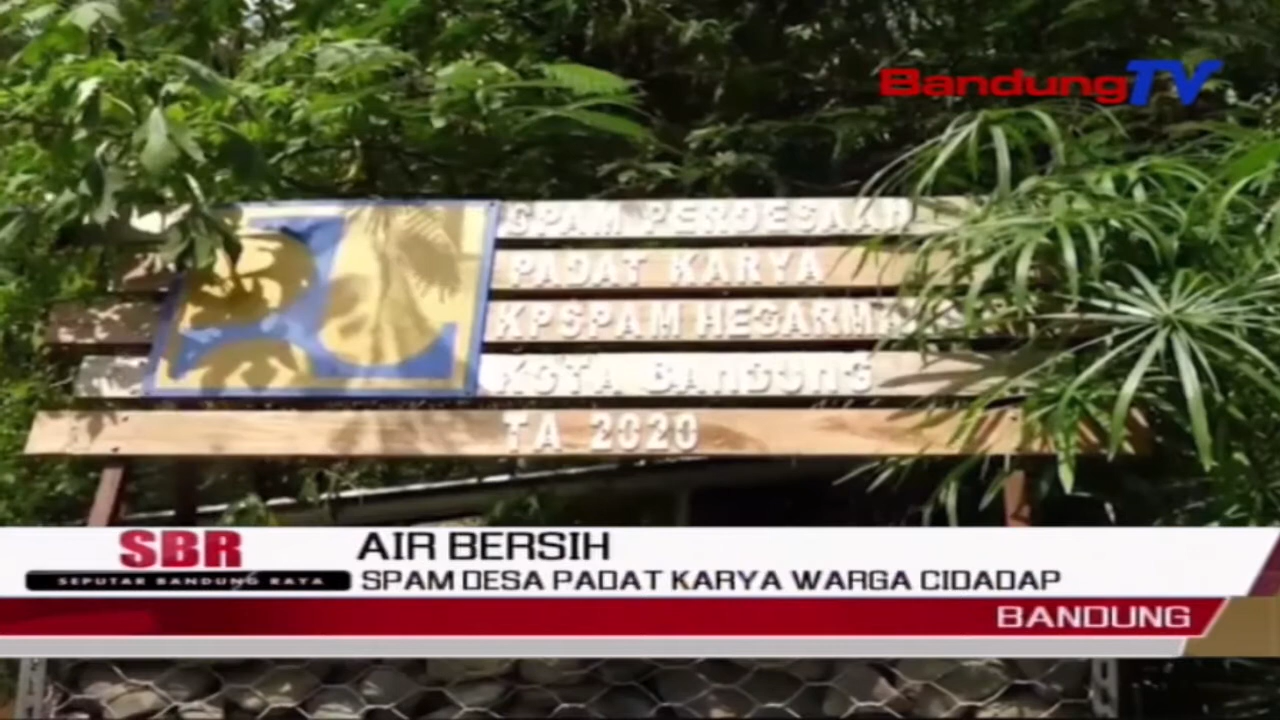 BandungTV
SPAM PERDESAAN
PADAT KARYA
KPSPAM HEGARM
KOTA BANDUNG
TA 2020
SBR
SEPUTAR BANDUNG RAYA
AIR BERSIH
SPAM DESA PADAT KARYA WARGA CIDADAP
BANDUNG